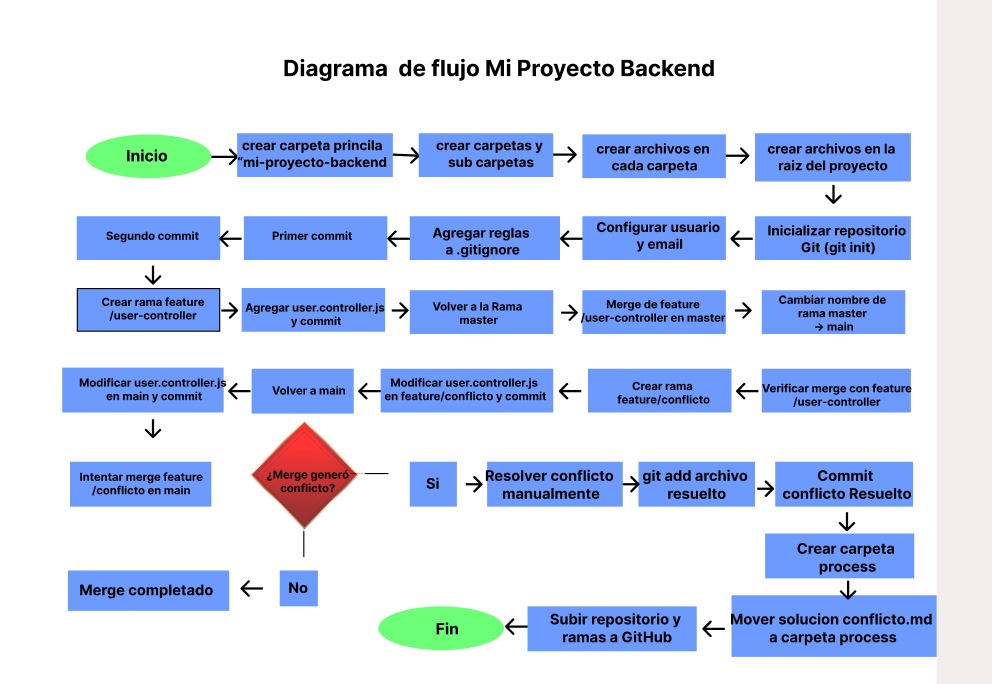 Diagrama de flujo Mi Proyecto Backend
Inicio
crear carpeta princila
“mi-proyecto-backend
crear carpetas y
sub carpetas
crear archivos en
cada carpeta
crear archivos en la
raiz del proyecto
Inicializar repositorio
Git (git init)
Configurar usuario
y email
Agregar reglas
a .gitignore
Primer commit
Segundo commit
Crear rama feature
/user-controller
Agregar user.controller.js
y commit
Volver a la Rama
master
Merge de feature
/user-controller en master
Cambiar nombre de
rama master
→ main
Verificar merge con feature
/user-controller
Crear rama
feature/conflicto
Modificar user.controller.js
en feature/conflicto y commit
Volver a main
Modificar user.controller.js
en main y commit
Intentar merge feature
/conflicto en main
¿Merge generó
conflicto?
Si
Resolver conflicto
manualmente
git add archivo
resuelto
Commit
conflicto Resuelto
Crear carpeta
process
No
Merge completado
Mover solucion conflicto.md
a carpeta process
Subir repositorio y
ramas a GitHub
Fin